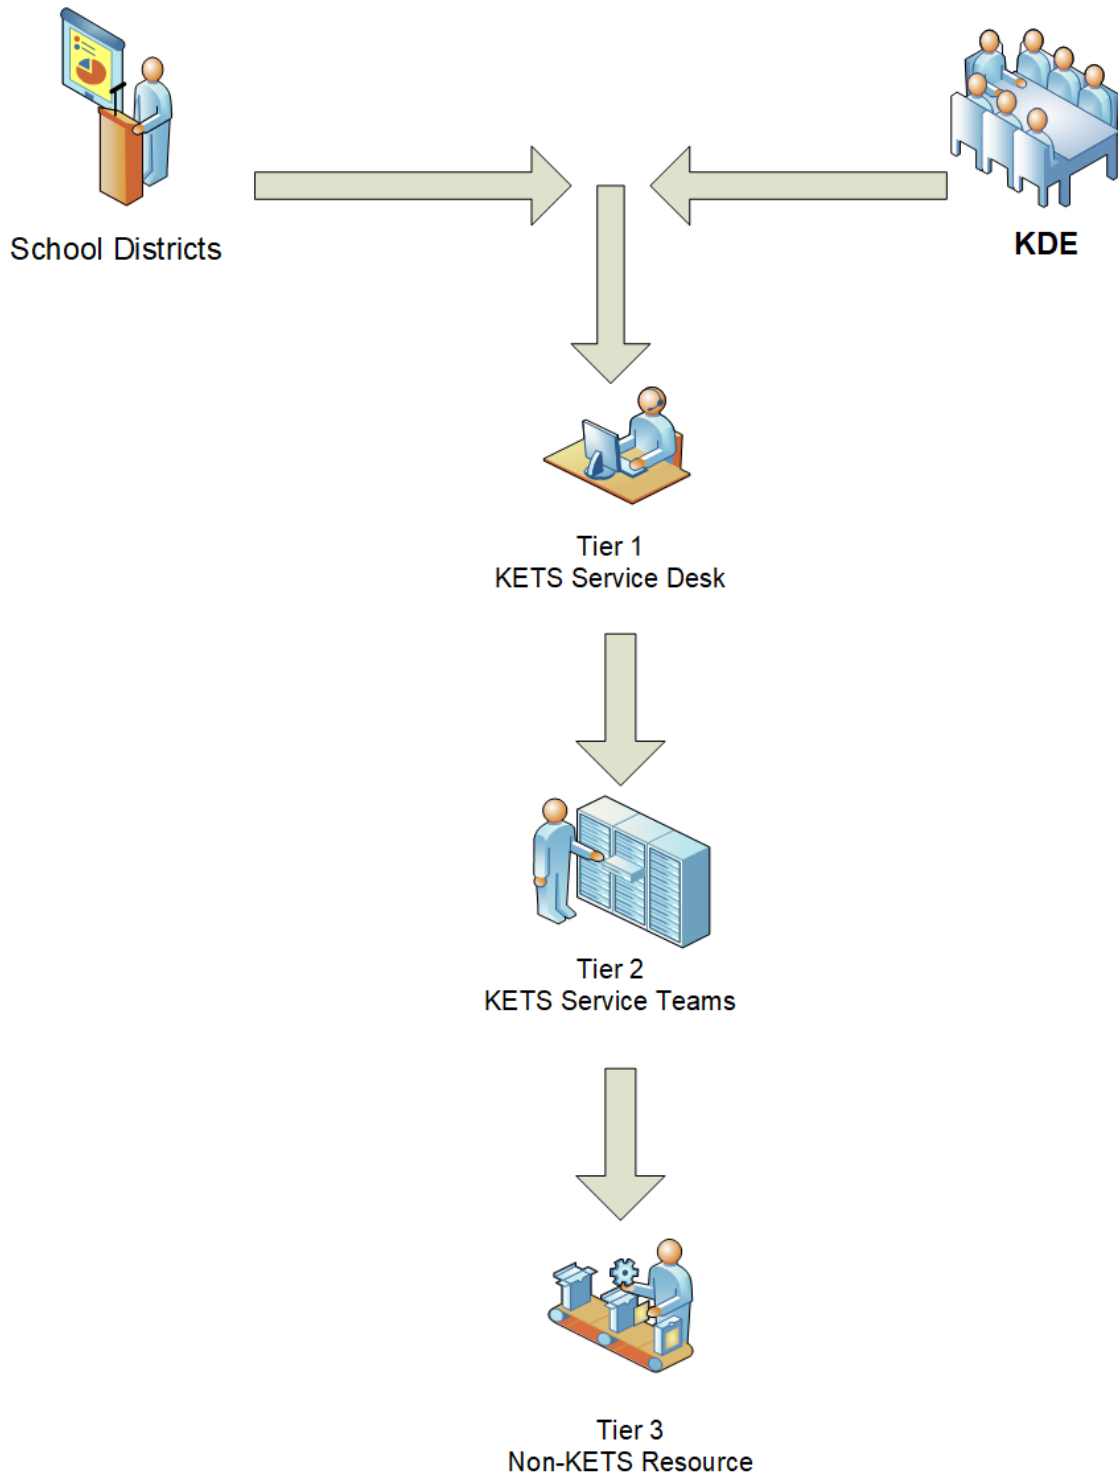 School Districts
KDE
Tier 1
KETS Service Desk
Tier 2
KETS Service Teams
Tier 3
Non-KETS Resource